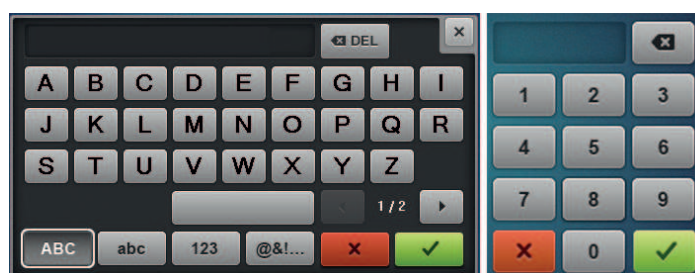 DEL
A B C D E F G H I
J K L M N O P Q R
S T U V W X Y Z
1 / 2
ABC abc 123 @&!...
1 2 3
4 5 6
7 8 9
0